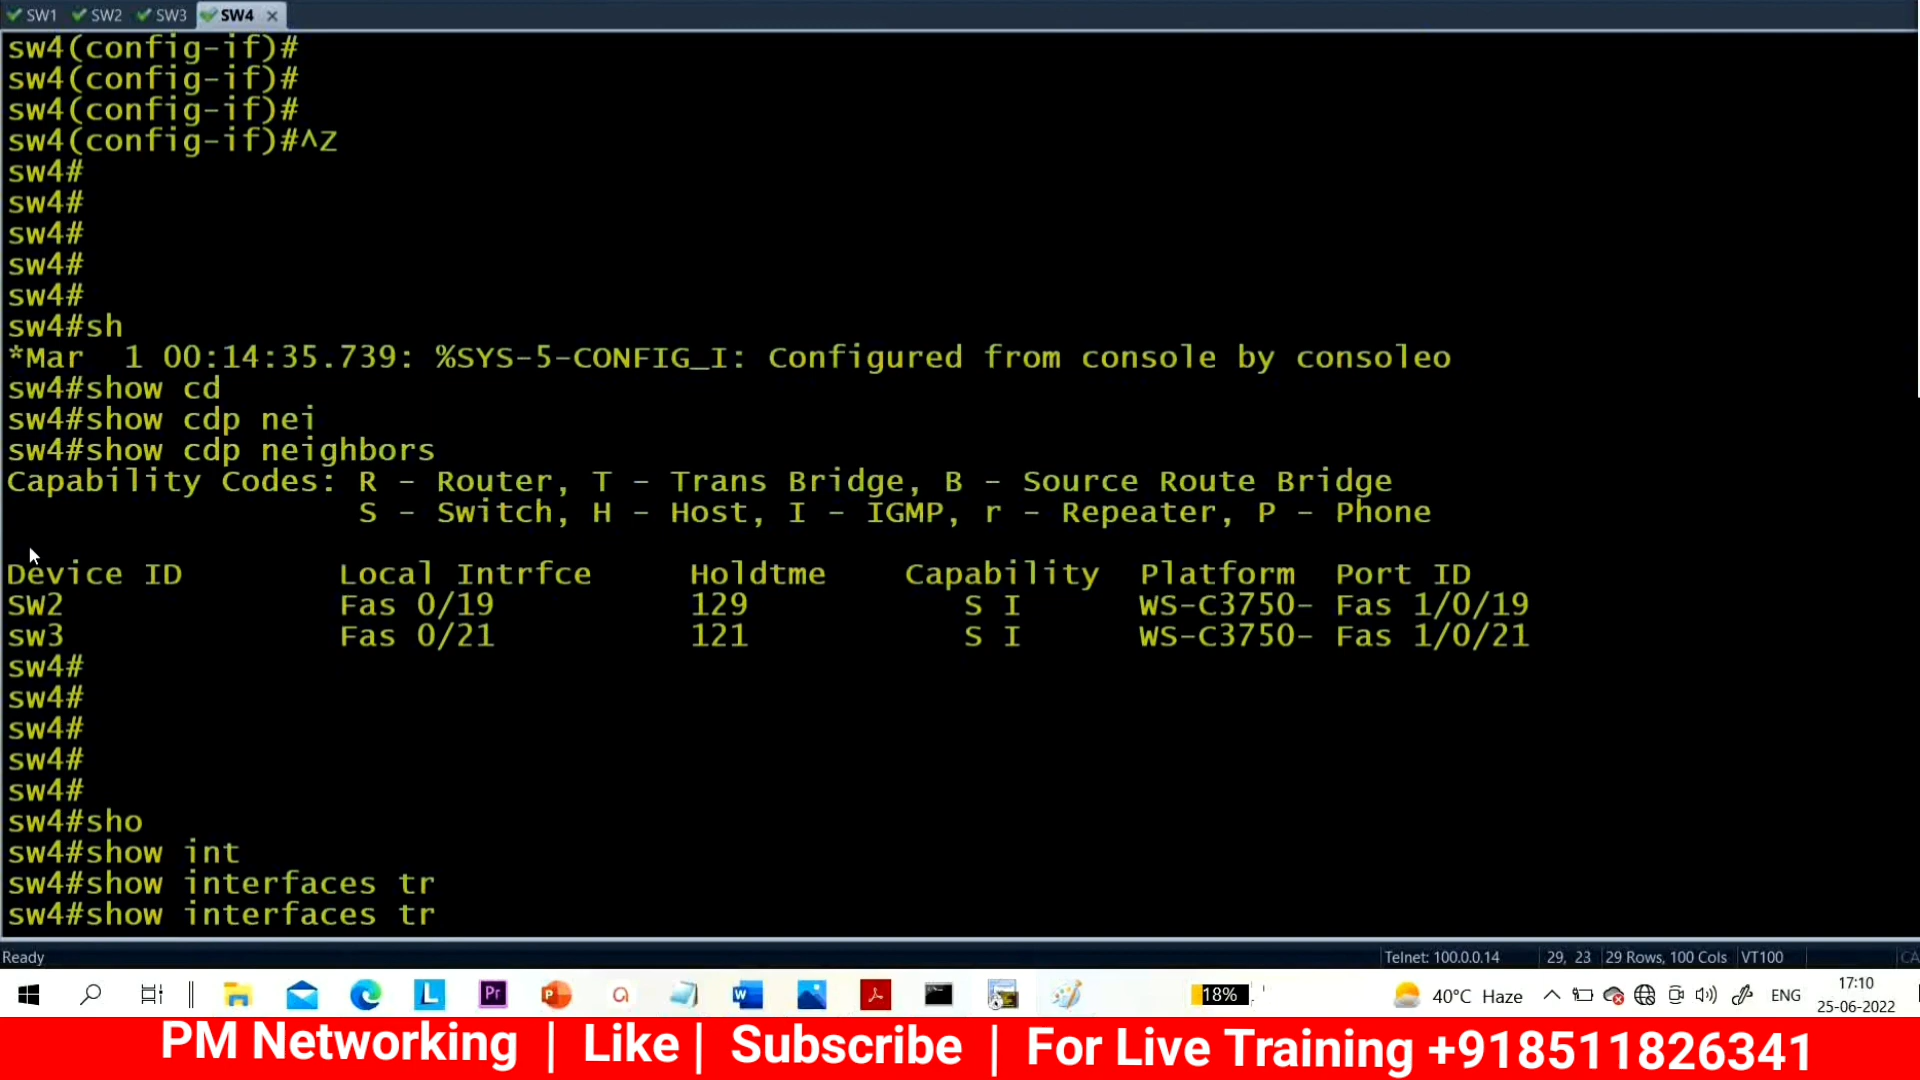 SW1 SW2 SW3 SW4 ×
sw4(config-if)#
sw4(config-if)#
sw4(config-if)#
sw4(config-if)#^Z
sw4#
sw4#
sw4#
sw4#
sw4#
sw4#sh
*Mar  1 00:14:35.739: %SYS-5-CONFIG_I: Configured from console by consoleo
sw4#show cd
sw4#show cdp nei
sw4#show cdp neighbors
Capability Codes: R - Router, T - Trans Bridge, B - Source Route Bridge
S - Switch, H - Host, I - IGMP, r - Repeater, P - Phone
Device ID Local Intrfce Holdtme Capability Platform Port ID
SW2 Fas 0/19 129 S I WS-C3750- Fas 1/0/19
sw3 Fas 0/21 121 S I WS-C3750- Fas 1/0/21
sw4#
sw4#
sw4#
sw4#
sw4#
sw4#sho
sw4#show int
sw4#show interfaces tr
sw4#show interfaces tr
Ready Telnet: 100.0.0.14 29, 23 29 Rows, 100 Cols VT100 CA
L Pr P W 18% 40°C Haze ENG 17:10
25-06-2022
PM Networking | Like | Subscribe | For Live Training +918511826341